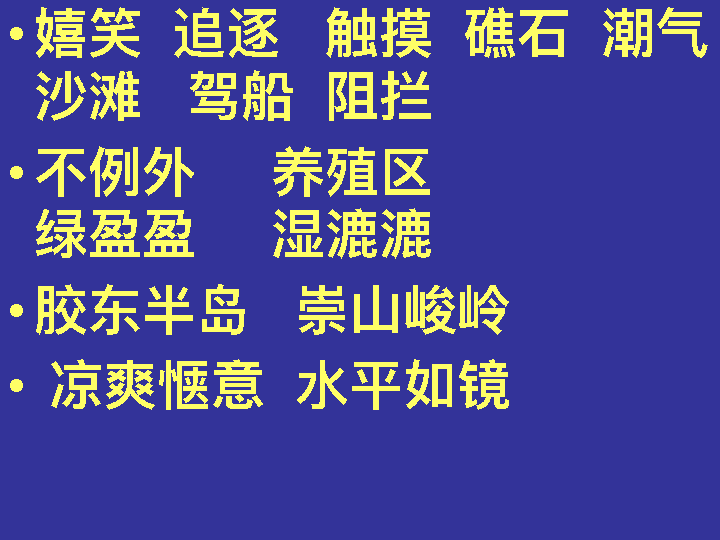 •嬉笑 追逐 触摸 礁石 潮气
沙滩 驾船 阻拦
•不例外 养殖区
绿盈盈 湿漉漉
•胶东半岛 崇山峻岭
• 凉爽惬意 水平如镜